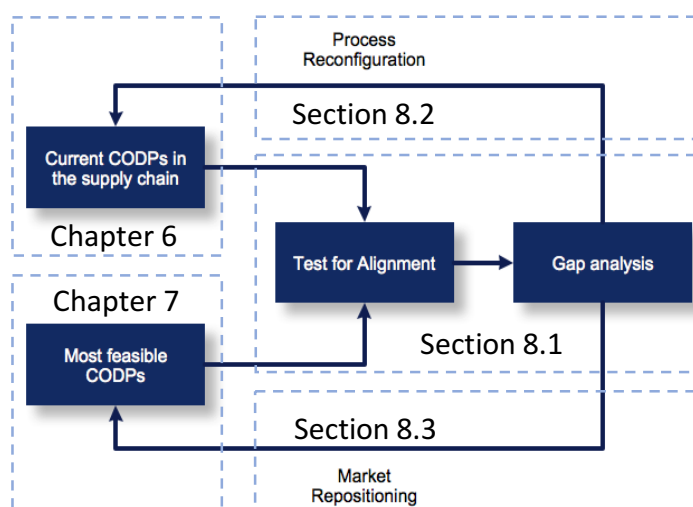 Process
Reconfiguration
Section 8.2
Current CODPs in
the supply chain
Chapter 6
Test for Alignment
Gap analysis
Chapter 7
Section 8.1
Most feasible
CODPs
Section 8.3
Market
Repositioning